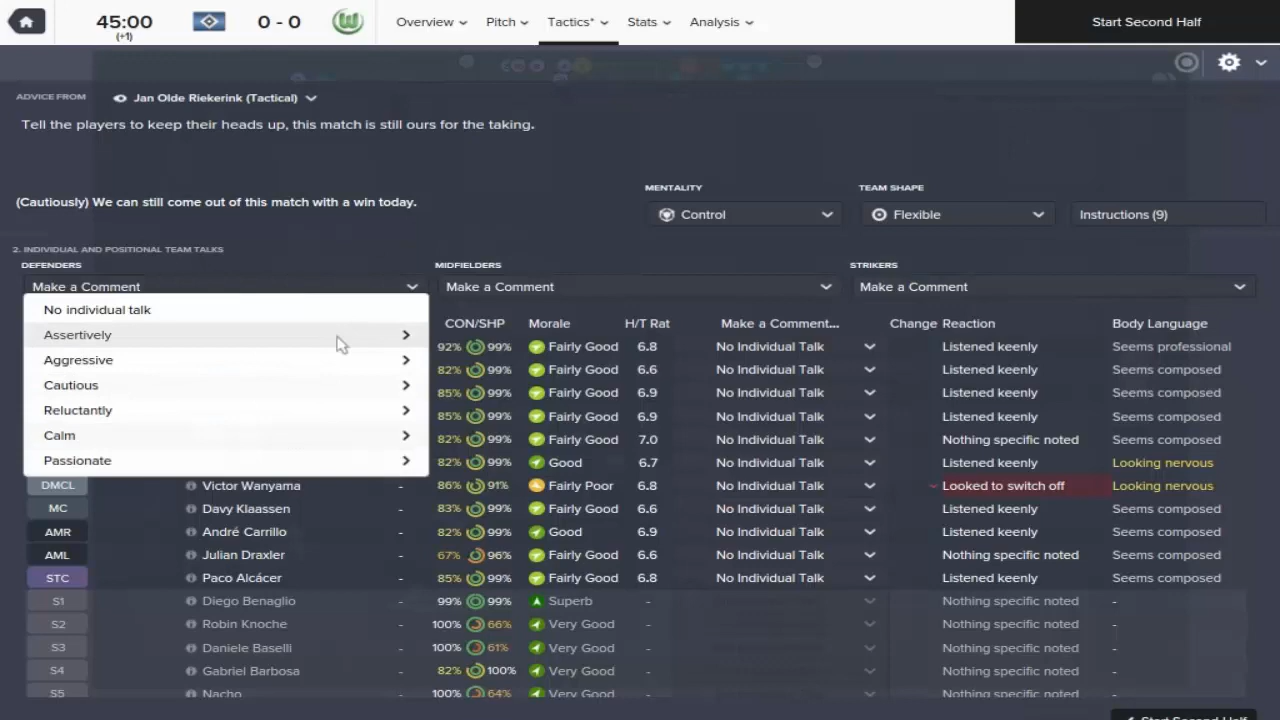 45:00 0 - 0 Overview Pitch Tactics* Stats Analysis Start Second Half
(+1)
ADVICE FROM Jan Olde Riekerink (Tactical)
Tell the players to keep their heads up, this match is still ours for the taking.
MENTALITY TEAM SHAPE
(Cautiously) We can still come out of this match with a win today.
Control Flexible Instructions (9)
2. INDIVIDUAL AND POSITIONAL TEAM TALKS
DEFENDERS MIDFIELDERS STRIKERS
Make a Comment Make a Comment Make a Comment
No individual talk
Assertively
Aggressive
Cautious
Reluctantly
Calm
Passionate
CON/SHP Morale H/T Rat Make a Comment... Change Reaction Body Language
92% 99% Fairly Good 6.8 No Individual Talk Listened keenly Seems professional
82% 99% Fairly Good 6.6 No Individual Talk Listened keenly Seems composed
85% 99% Fairly Good 6.9 No Individual Talk Listened keenly Seems composed
85% 99% Fairly Good 6.9 No Individual Talk Listened keenly Seems composed
82% 99% Fairly Good 7.0 No Individual Talk Nothing specific noted Seems composed
82% 99% Good 6.7 No Individual Talk Listened keenly Looking nervous
DMCL Victor Wanyama - 86% 91% Fairly Poor 6.8 No Individual Talk Looked to switch off Looking nervous
MC Davy Klaassen - 83% 99% Fairly Good 6.6 No Individual Talk Listened keenly Seems composed
AMR André Carrillo - 82% 99% Good 6.9 No Individual Talk Listened keenly Seems composed
AML Julian Draxler - 67% 96% Fairly Good 6.6 No Individual Talk Nothing specific noted Seems composed
STC Paco Alcácer - 85% 99% Fairly Good 6.8 No Individual Talk Listened keenly Seems composed
S1 Diego Benaglio - 99% 99% Superb - Nothing specific noted -
S2 Robin Knoche - 100% 66% Very Good - Nothing specific noted -
S3 Daniele Baselli - 100% 61% Very Good - Nothing specific noted -
S4 Gabriel Barbosa - 82% 100% Very Good - Nothing specific noted -
S5 Nacho - 100% 64% Very Good - Nothing specific noted -
Start Second Half